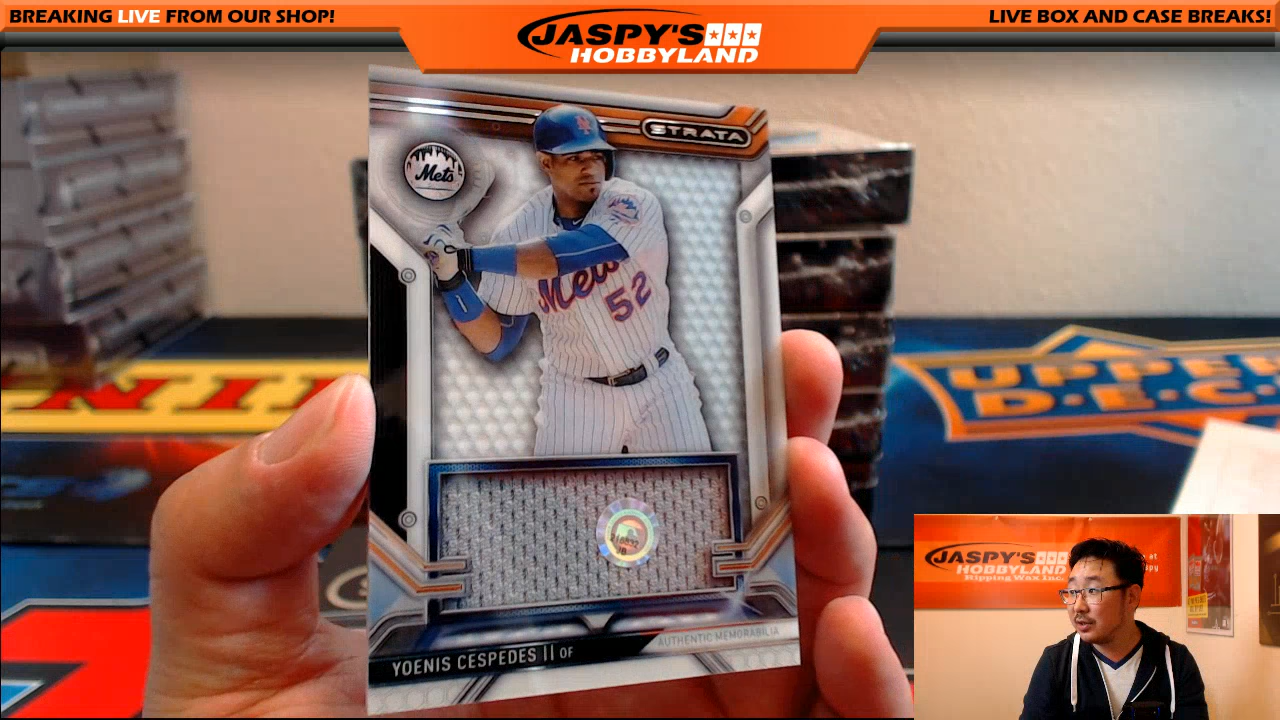 BREAKING LIVE FROM OUR SHOP!
JASPY'S
HOBBYLAND
LIVE BOX AND CASE BREAKS!
STRATA
Mets
Mets
52
YOENIS CESPEDES || OF
AUTHENTIC MEMORABILIA
UPPER
D·E·C
JASPY'S
HOBBYLAND
Ripping Wax Inc.